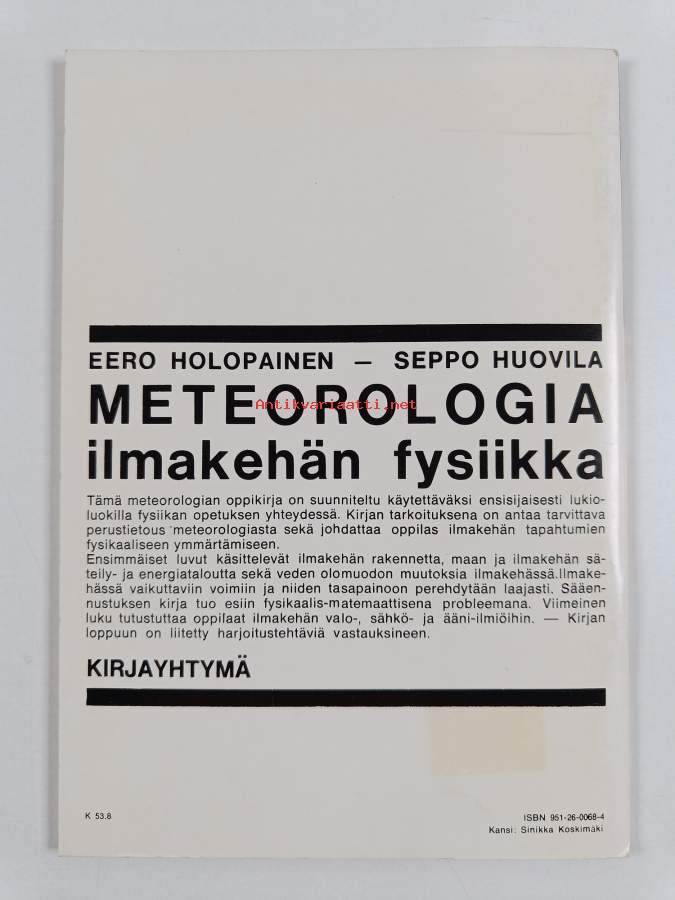 EERO HOLOPAINEN — SEPPO HUOVILA
METEOROLOGIA
Antikvariaatti.net
ilmakehän fysiikka
Tämä meteorologian oppikirja on suunniteltu käytettäväksi ensisijaisesti lukio-
luokilla fysiikan opetuksen yhteydessä. Kirjan tarkoituksena on antaa tarvittava
perustietous meteorologiasta sekä johdattaa oppilas ilmakehän tapahtumien
fysikaaliseen ymmärtämiseen.
Ensimmäiset luvut käsittelevät ilmakehän rakennetta, maan ja ilmakehän sä-
teily- ja energiataloutta sekä veden olomuodon muutoksia ilmakehässä.Ilmake-
hässä vaikuttaviin voimiin ja niiden tasapainoon perehdytään laajasti. Sääen-
nustuksen kirja tuo esiin fysikaalis-matemaattisena probleemana. Viimeinen
luku tutustuttaa oppilaat ilmakehän valo-, sähkö- ja ääni-ilmiöihin. — Kirjan
loppuun on liitetty harjoitustehtäviä vastauksineen.
KIRJAYHTYMÄ
K 53.8
ISBN 951-26-0068-4
Kansi: Sinikka Koskimäki